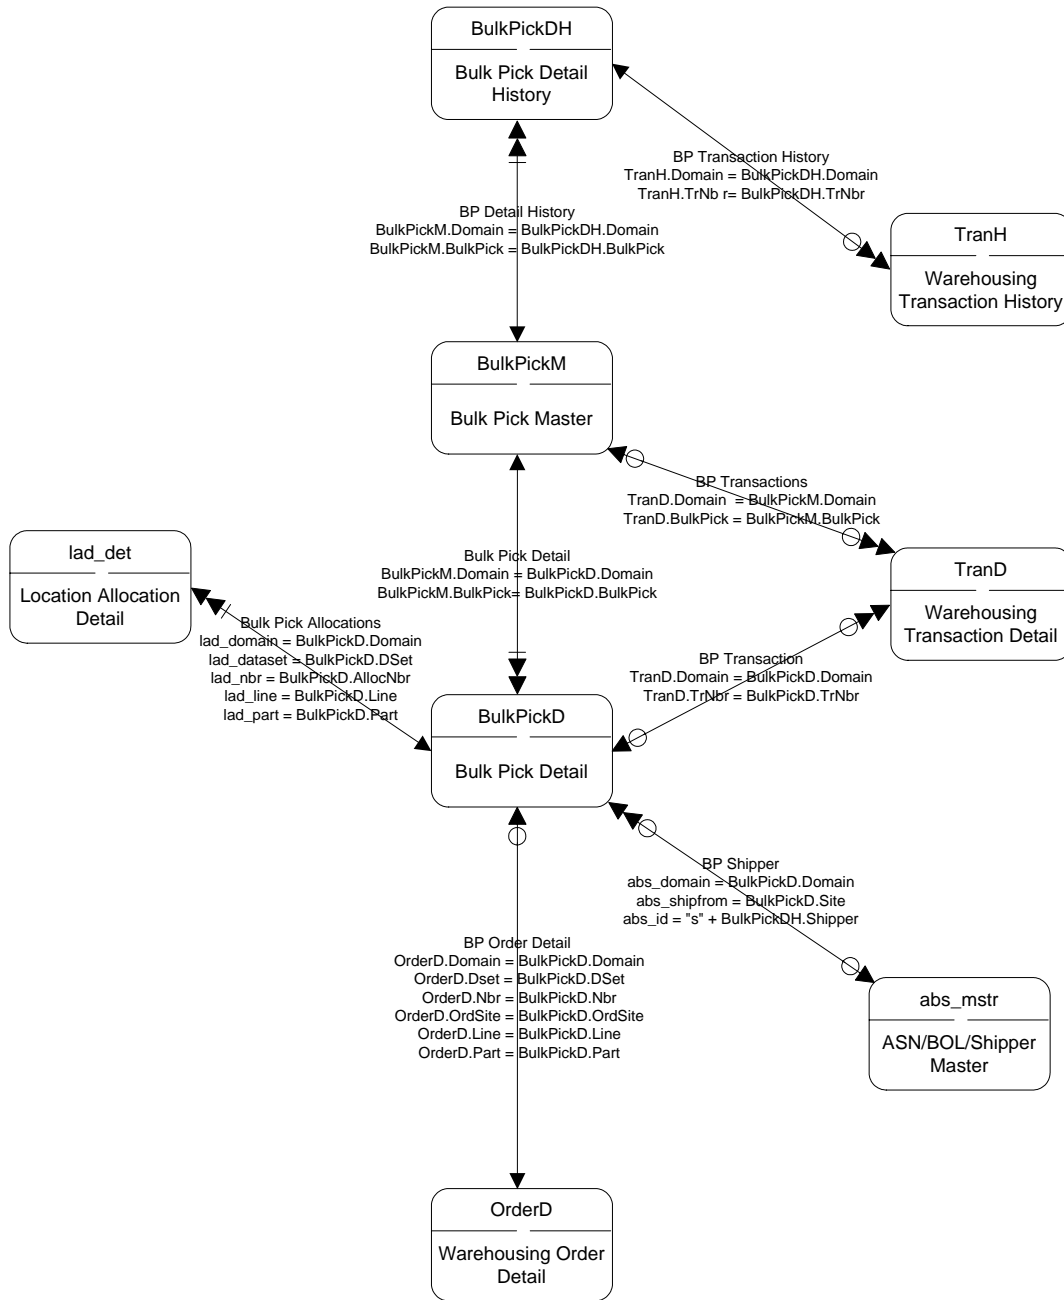 BulkPickDH
Bulk Pick Detail
History
BP Transaction History
TranH.Domain = BulkPickDH.Domain
TranH.TrNb r= BulkPickDH.TrNbr
BP Detail History
BulkPickM.Domain = BulkPickDH.Domain
BulkPickM.BulkPick = BulkPickDH.BulkPick
TranH
Warehousing
Transaction History
BulkPickM
Bulk Pick Master
BP Transactions
TranD.Domain  = BulkPickM.Domain
TranD.BulkPick = BulkPickM.BulkPick
lad_det
Location Allocation
Detail
Bulk Pick Detail
BulkPickM.Domain = BulkPickD.Domain
BulkPickM.BulkPick= BulkPickD.BulkPick
TranD
Warehousing
Transaction Detail
Bulk Pick Allocations
lad_domain = BulkPickD.Domain
lad_dataset = BulkPickD.DSet
lad_nbr = BulkPickD.AllocNbr
lad_line = BulkPickD.Line
lad_part = BulkPickD.Part
BP Transaction
TranD.Domain = BulkPickD.Domain
TranD.TrNbr = BulkPickD.TrNbr
BulkPickD
Bulk Pick Detail
BP Shipper
abs_domain = BulkPickD.Domain
abs_shipfrom = BulkPickD.Site
abs_id = "s" + BulkPickDH.Shipper
BP Order Detail
OrderD.Domain = BulkPickD.Domain
OrderD.Dset = BulkPickD.DSet
OrderD.Nbr = BulkPickD.Nbr
OrderD.OrdSite = BulkPickD.OrdSite
OrderD.Line = BulkPickD.Line
OrderD.Part = BulkPickD.Part
abs_mstr
ASN/BOL/Shipper
Master
OrderD
Warehousing Order
Detail